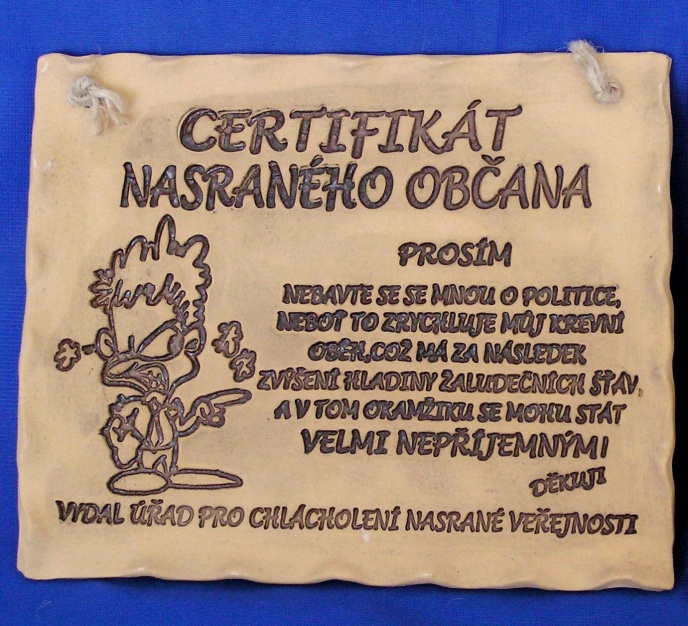 CERTIFIKÁT
NASRANÉHO OBČANA
PROSÍM
NEBAVTE SE SE MNOU O POLITICE,
NEBOŤ TO ZRYCHLUJE MŮJ KREVNÍ
OBĚH,COŽ MÁ ZA NÁSLEDEK
ZVÝŠENÍ HLADINY ŽALUDEČNÍCH ŠŤÁV,
A V TOM OKAMŽIKU SE MOHU STÁT
VELMI NEPŘÍJEMNÝM!
DĚKUJI
VYDAL ÚŘAD PRO CHLÁCHOLENÍ NASRANÉ VEŘEJNOSTI